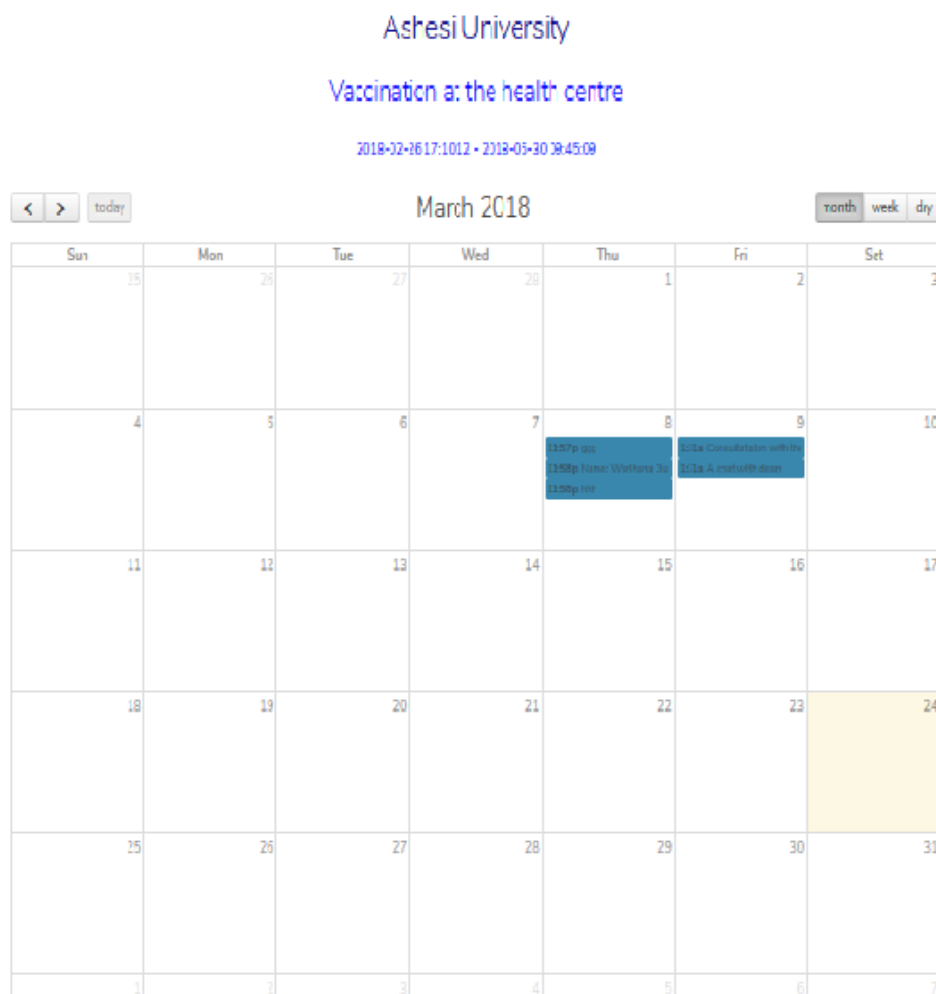 Ashesi University
Vaccination at the health centre
today
March 2018
month week day
Sun Mon Tue Wed Thu Fri Sat
25 26 27 28 1 2 3
4 5 6 7 8 9 10
with
A with dean
11 12 13 14 15 16 17
18 19 20 21 22 23 24
25 26 27 28 29 30 31
1 2 3 4 5 6 7